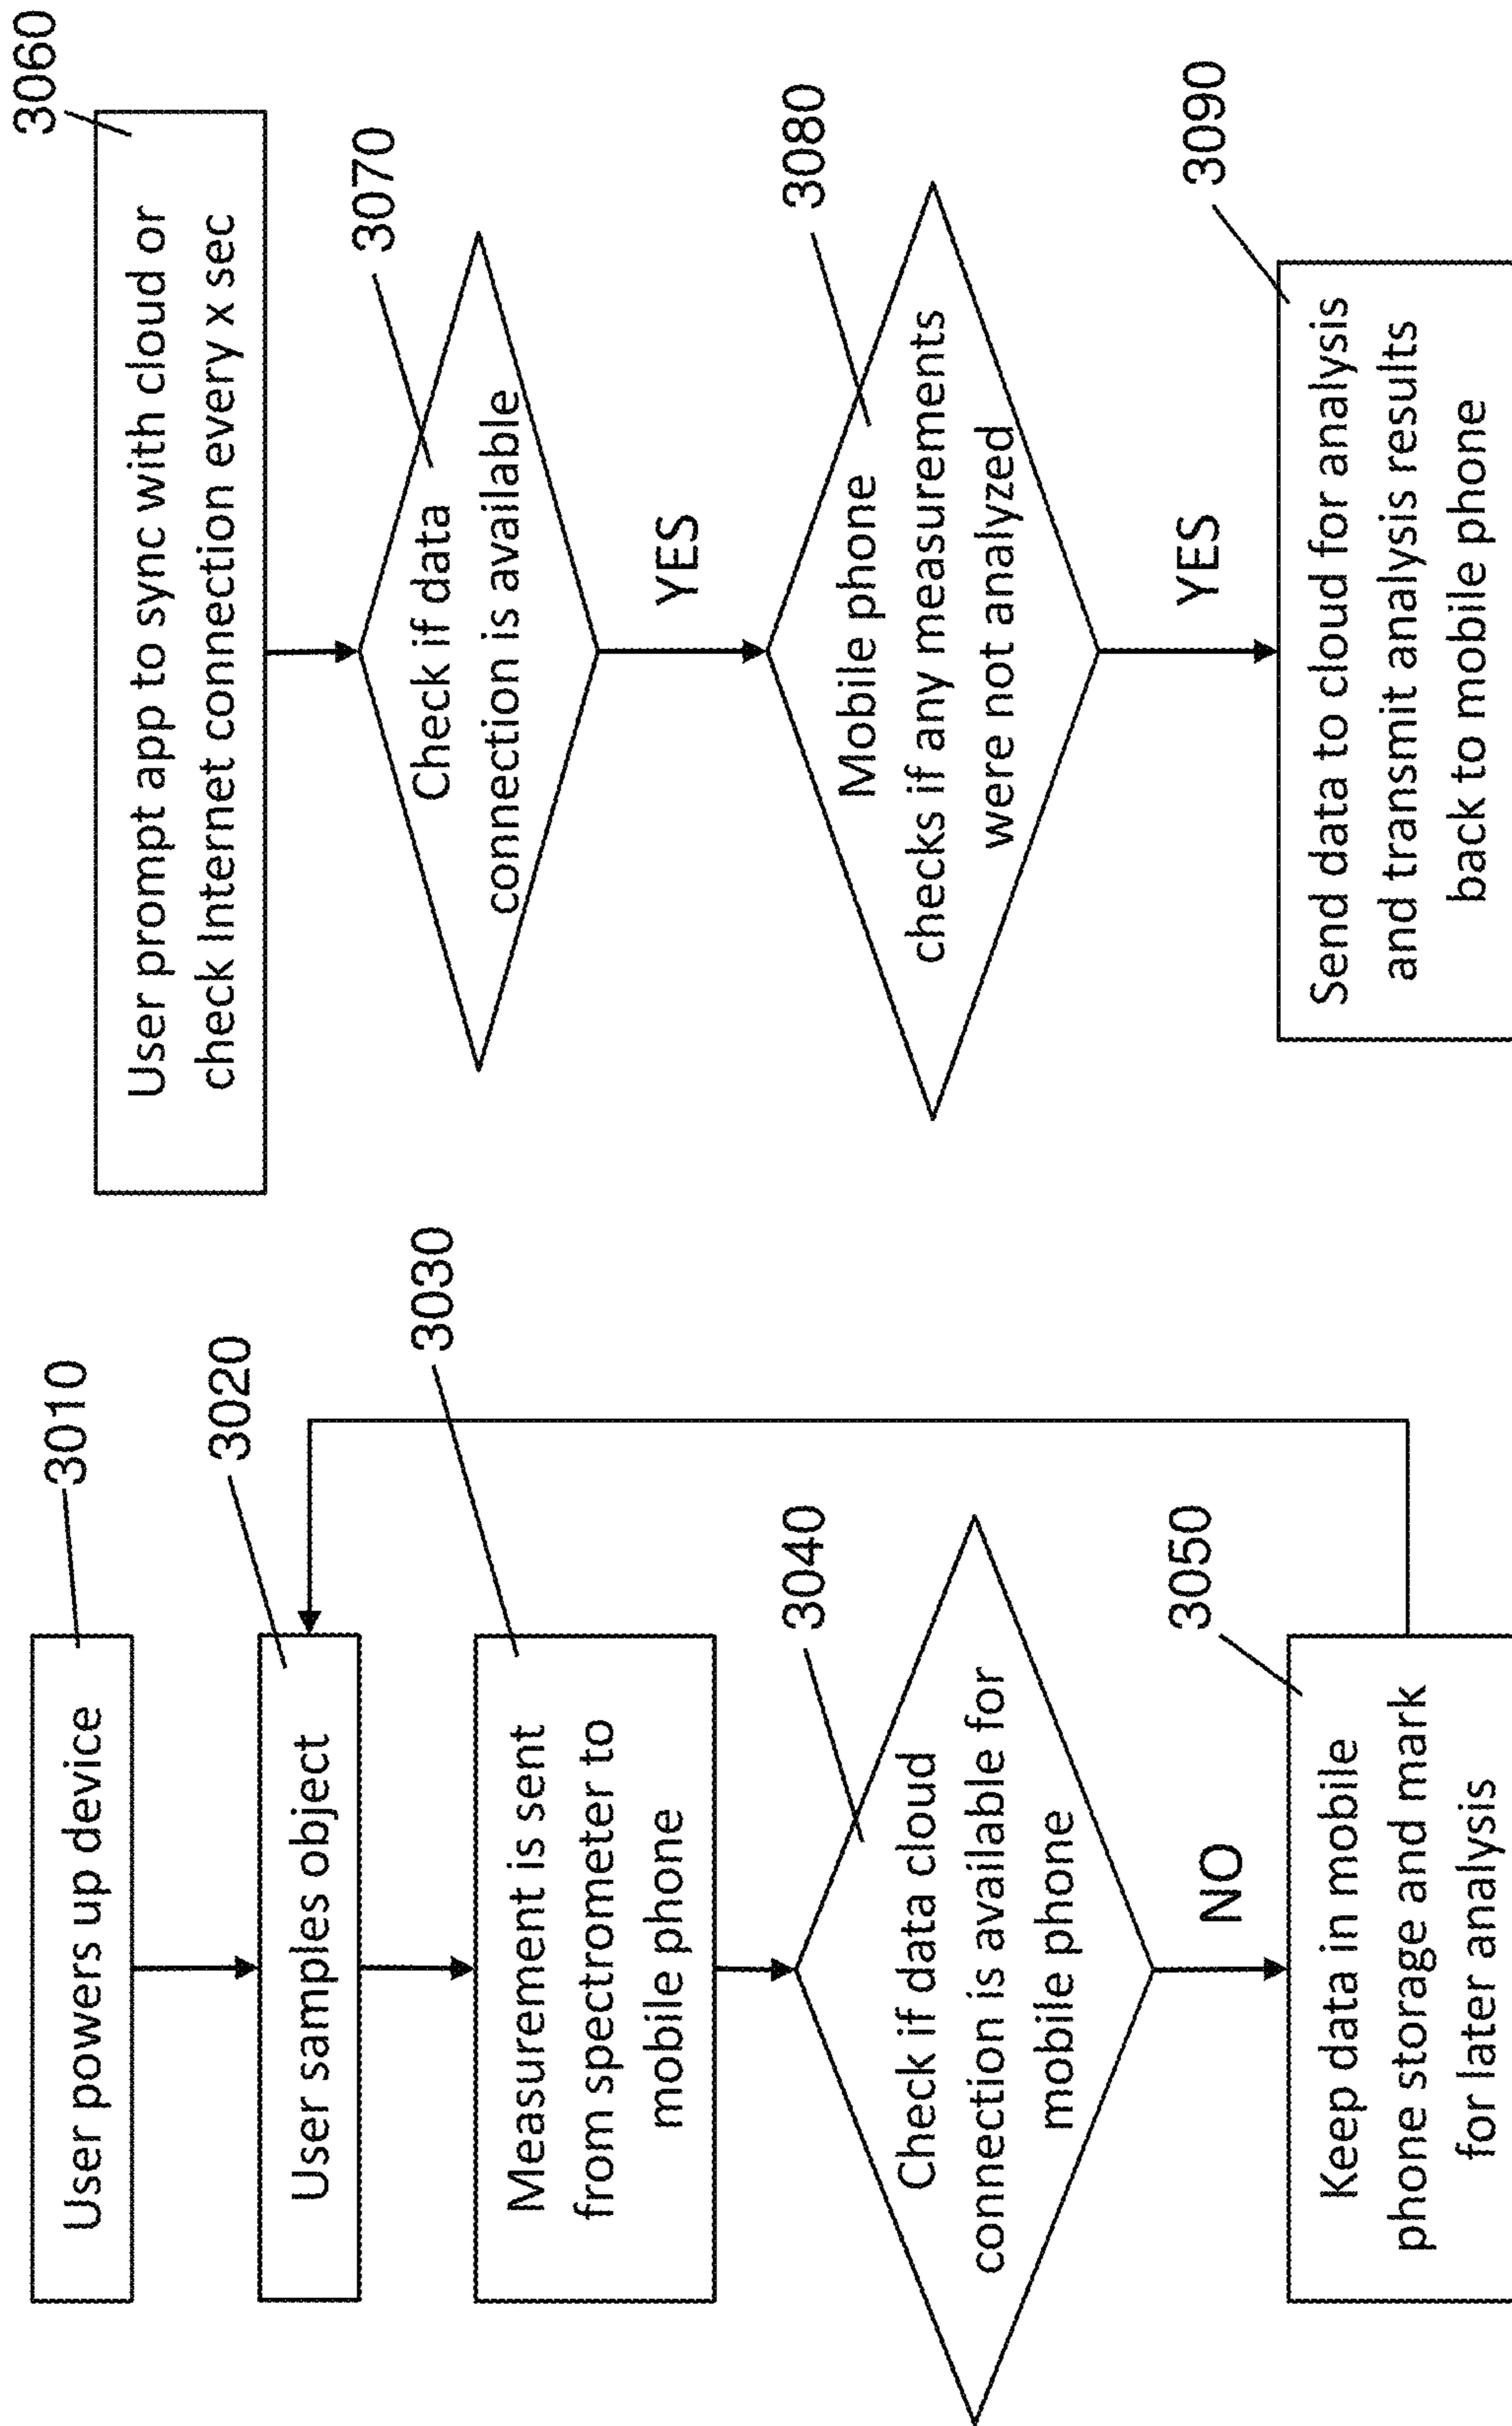 3010
User powers up device
3020
User samples object
3030
Measurement is sent
from spectrometer to
mobile phone
3040
Check if data cloud
connection is available for
mobile phone
NO
3050
Keep data in mobile
phone storage and mark
for later analysis
3060
User prompt app to sync with cloud or
check Internet connection every x sec
3070
Check if data
connection is available
YES
3080
Mobile phone
checks if any measurements
were not analyzed
YES
3090
Send data to cloud for analysis
and transmit analysis results
back to mobile phone